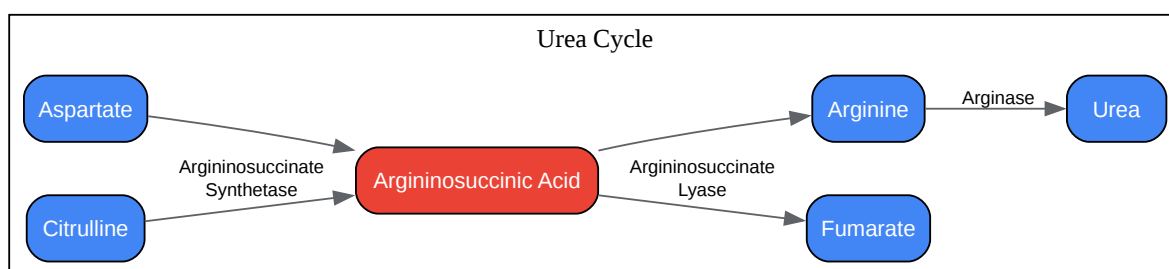 Urea Cycle
Aspartate
Citrulline
Argininosuccinate
Synthetase
Argininosuccinic Acid
Argininosuccinate
Lyase
Arginine
Fumarate
Arginase
Urea